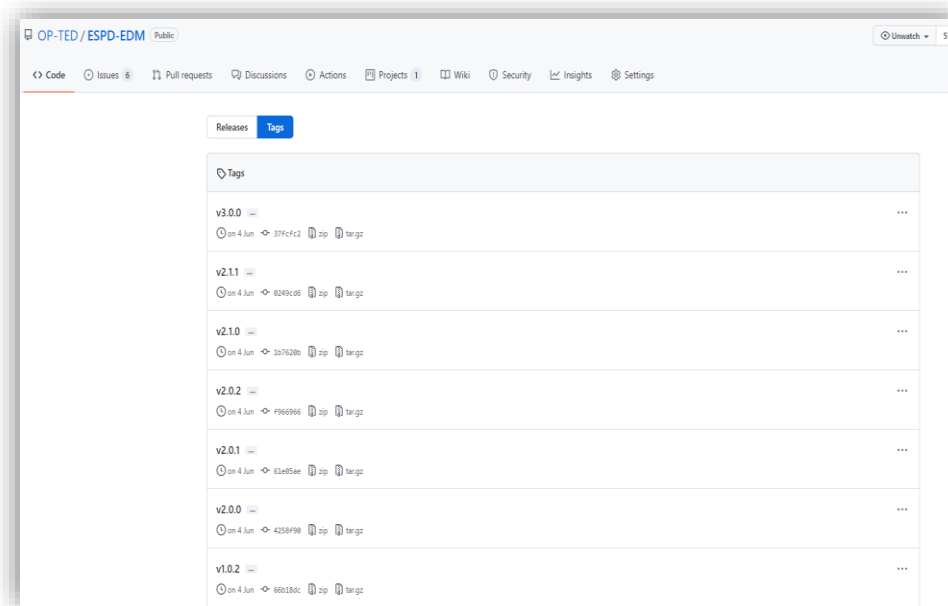 OP-TED / ESPD-EDM Public
Unwatch
Code Issues 6 Pull requests Discussions Actions Projects 1 Wiki Security Insights Settings
Releases Tags
Tags
v3.0.0 ...
on 4 Jun 37fcfc2 zip tar.gz
v2.1.1 ...
on 4 Jun 0249cd6 zip tar.gz
v2.1.0 ...
on 4 Jun 1b7620b zip tar.gz
v2.0.2 ...
on 4 Jun f966966 zip tar.gz
v2.0.1 ...
on 4 Jun 61e05ae zip tar.gz
v2.0.0 ...
on 4 Jun 4258f90 zip tar.gz
v1.0.2 ...
on 4 Jun 66b18dc zip tar.gz